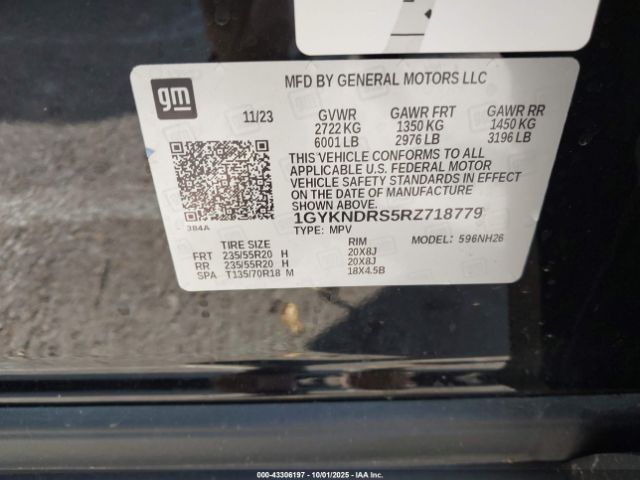 gm
MFD BY GENERAL MOTORS LLC
11/23 GVWR GAWR FRT GAWR RR
2722 KG 1350 KG 1450 KG
6001 LB 2976 LB 3196 LB
THIS VEHICLE CONFORMS TO ALL
APPLICABLE U.S. FEDERAL MOTOR
VEHICLE SAFETY STANDARDS IN EFFECT
ON THE DATE OF MANUFACTURE
SHOWN ABOVE.
1GYKNDRS5RZ718779
384A
TYPE: MPV MODEL: 596NH26
TIRE SIZE RIM
FRT 235/55R20 H 20X8J
RR 235/55R20 H 20X8J
SPA T135/70R18 M 18X4.5B
000-43306197 - 10/01/2025 - IAA Inc.